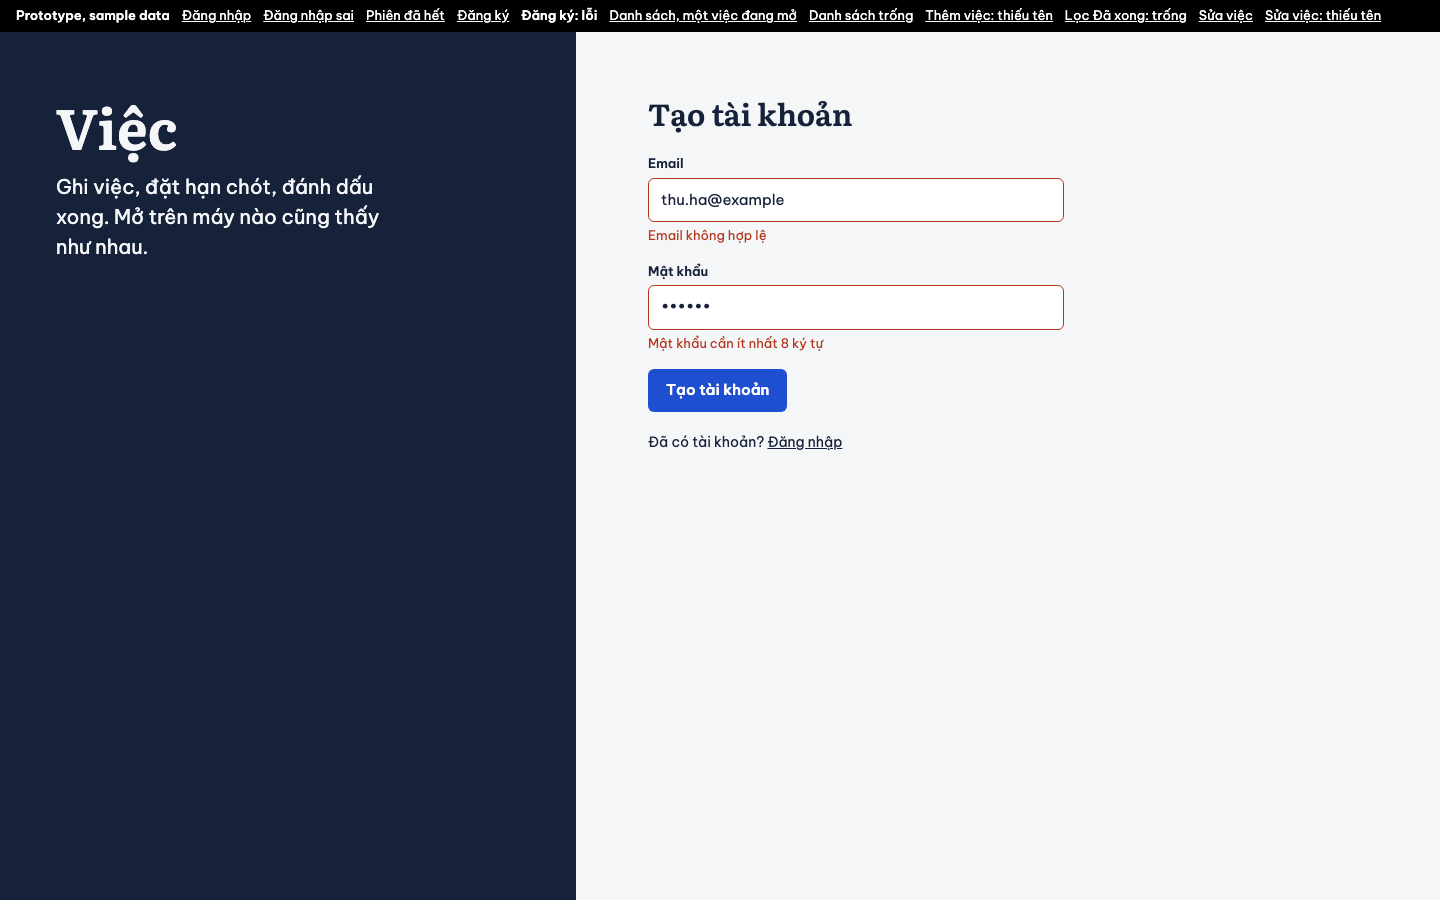 Prototype, sample data Đăng nhập Đăng nhập sai Phiên đã hết Đăng ký Đăng ký: lỗi Danh sách, một việc đang mở Danh sách trống Thêm việc: thiếu tên Lọc Đã xong: trống Sửa việc Sửa việc: thiếu tên
Việc
Ghi việc, đặt hạn chót, đánh dấu
xong. Mở trên máy nào cũng thấy
như nhau.
Tạo tài khoản
Email
thu.ha@example
Email không hợp lệ
Mật khẩu
••••••
Mật khẩu cần ít nhất 8 ký tự
Tạo tài khoản
Đã có tài khoản? Đăng nhập